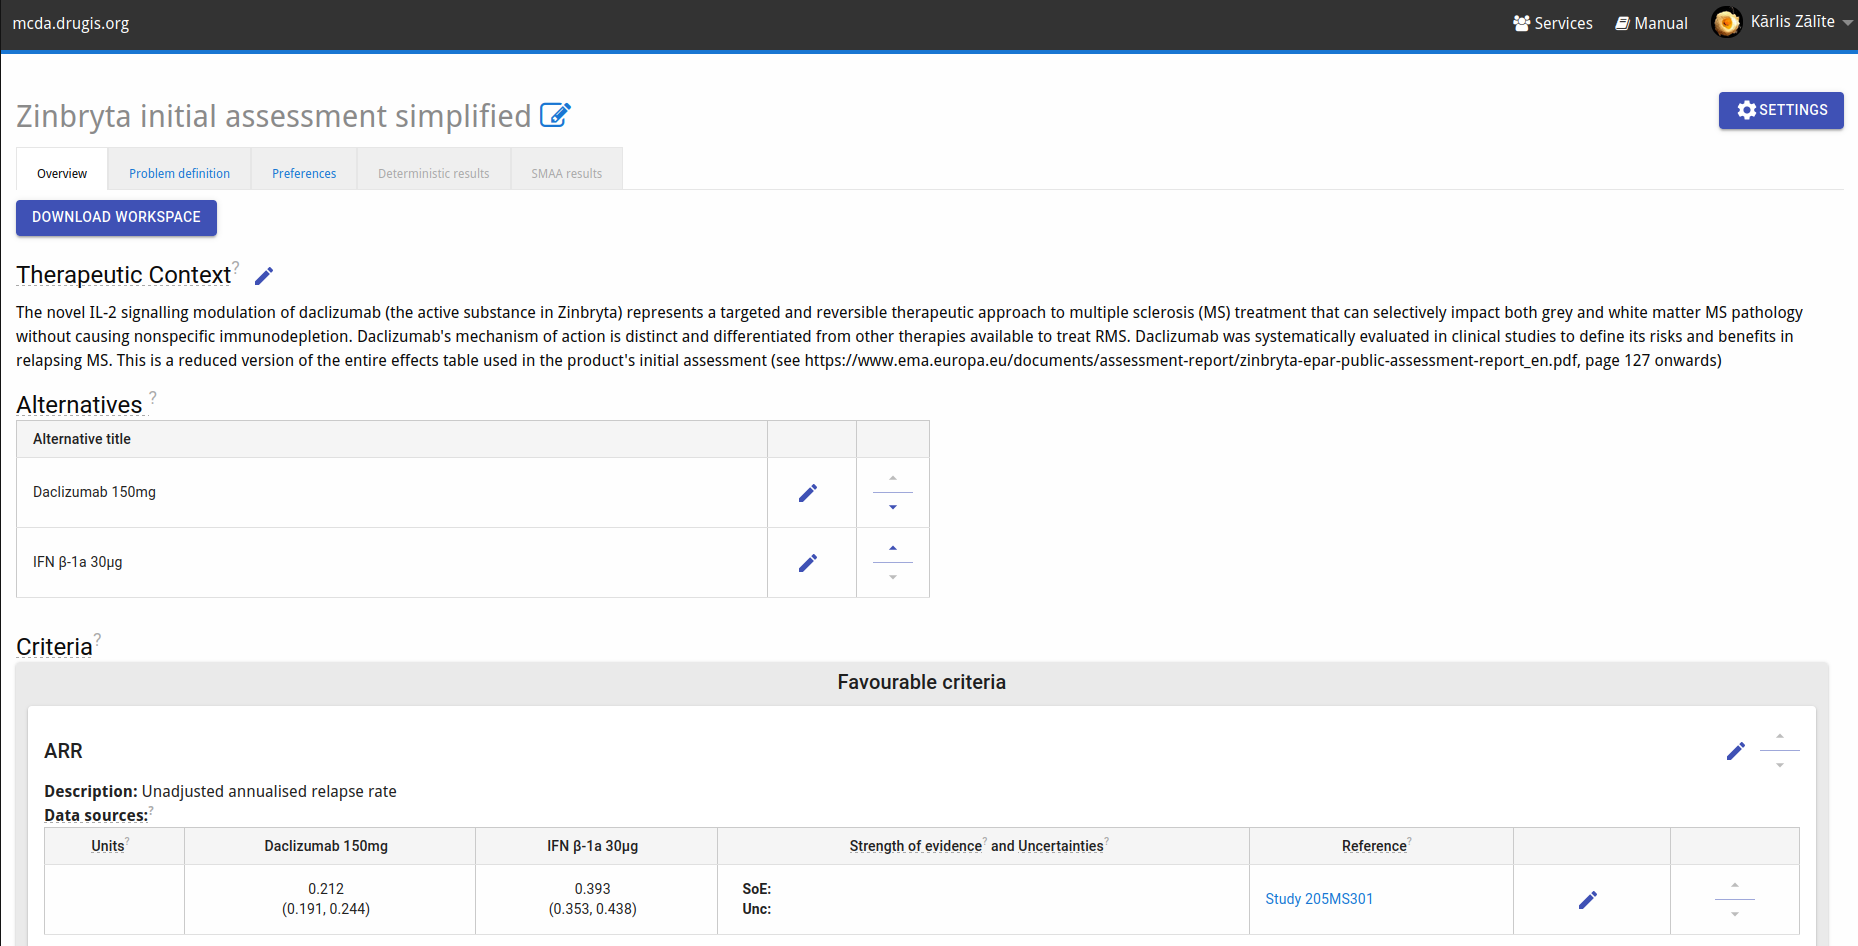 mcda.drugis.org
Services
Manual
Kārlis Zālīte
Zinbryta initial assessment simplified
SETTINGS
Overview
Problem definition
Preferences
Deterministic results
SMAA results
DOWNLOAD WORKSPACE
Therapeutic Context?
The novel IL-2 signalling modulation of daclizumab (the active substance in Zinbryta) represents a targeted and reversible therapeutic approach to multiple sclerosis (MS) treatment that can selectively impact both grey and white matter MS pathology
without causing nonspecific immunodepletion. Daclizumab's mechanism of action is distinct and differentiated from other therapies available to treat RMS. Daclizumab was systematically evaluated in clinical studies to define its risks and benefits in
relapsing MS. This is a reduced version of the entire effects table used in the product's initial assessment (see https://www.ema.europa.eu/documents/assessment-report/zinbryta-epar-public-assessment-report_en.pdf, page 127 onwards)
Alternatives ?
Alternative title
Daclizumab 150mg
IFN β-1a 30μg
Criteria?
Favourable criteria
ARR
Description: Unadjusted annualised relapse rate
Data sources:?
Units? Daclizumab 150mg IFN β-1a 30μg Strength of evidence? and Uncertainties? Reference?
0.212 0.393 SoE:
(0.191, 0.244) (0.353, 0.438) Unc:
Study 205MS301